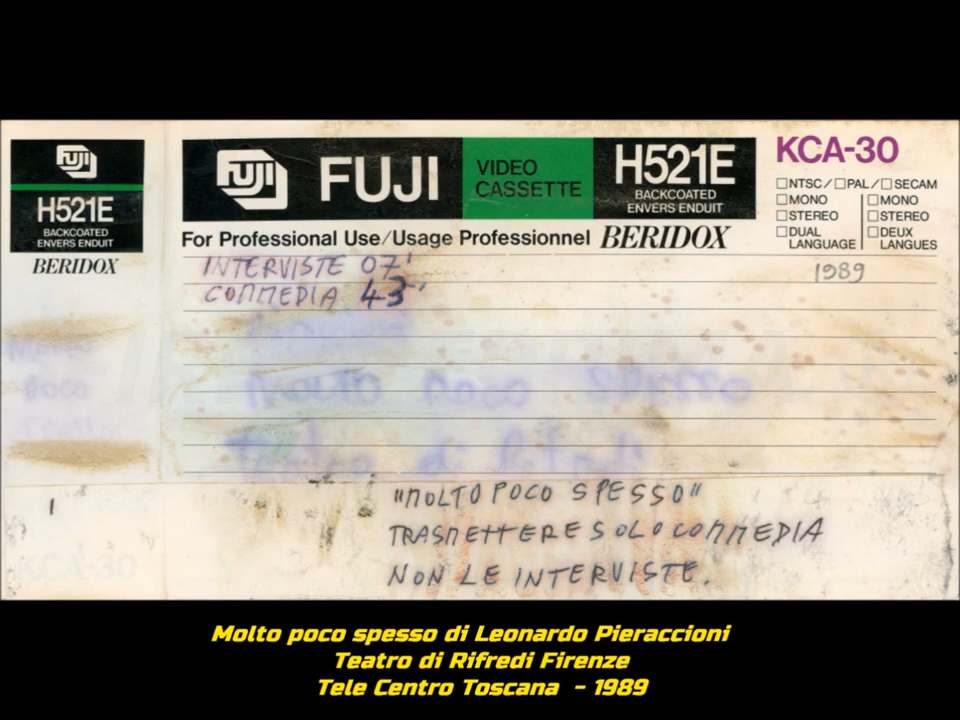 FUJI
H521E
BACKCOATED
ENVERS ENDUIT
BERIDOX
FUJI
FUJI
VIDEO
CASSETTE
H521E
BACKCOATED
ENVERS ENDUIT
For Professional Use/Usage Professionnel BERIDOX
KCA-30
□NTSC/□PAL/□SECAM
□MONO □MONO
□STEREO □STEREO
□DUAL LANGUAGE □DEUX LANGUES
INTERVISTE 07'
COMMEDIA 43'
1989
1
"MOLTO POCO SPESSO"
TRASMETTERE SOLO COMMEDIA
NON LE INTERVISTE.
KCA-30
Molto poco spesso di Leonardo Pieraccioni
Teatro di Rifredi Firenze
Tele Centro Toscana - 1989